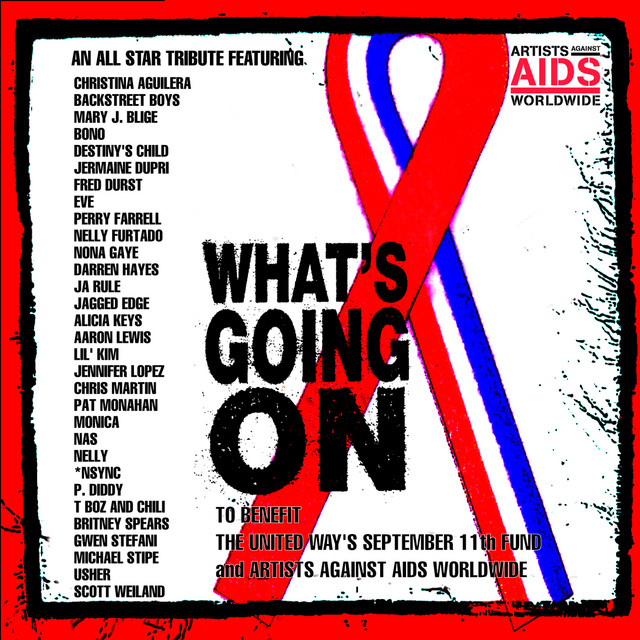 AN ALL STAR TRIBUTE FEATURING
CHRISTINA AGUILERA
BACKSTREET BOYS
MARY J. BLIGE
BONO
DESTINY'S CHILD
JERMAINE DUPRI
FRED DURST
EVE
PERRY FARRELL
NELLY FURTADO
NONA GAYE
DARREN HAYES
JA RULE
JAGGED EDGE
ALICIA KEYS
AARON LEWIS
LIL' KIM
JENNIFER LOPEZ
CHRIS MARTIN
PAT MONAHAN
MONICA
NAS
NELLY
*NSYNC
P. DIDDY
T BOZ AND CHILI
BRITNEY SPEARS
GWEN STEFANI
MICHAEL STIPE
USHER
SCOTT WEILAND
ARTISTS AGAINST
AIDS
WORLDWIDE
WHAT'S
GOING
ON
TO BENEFIT
THE UNITED WAY'S SEPTEMBER 11th FUND
and ARTISTS AGAINST AIDS WORLDWIDE